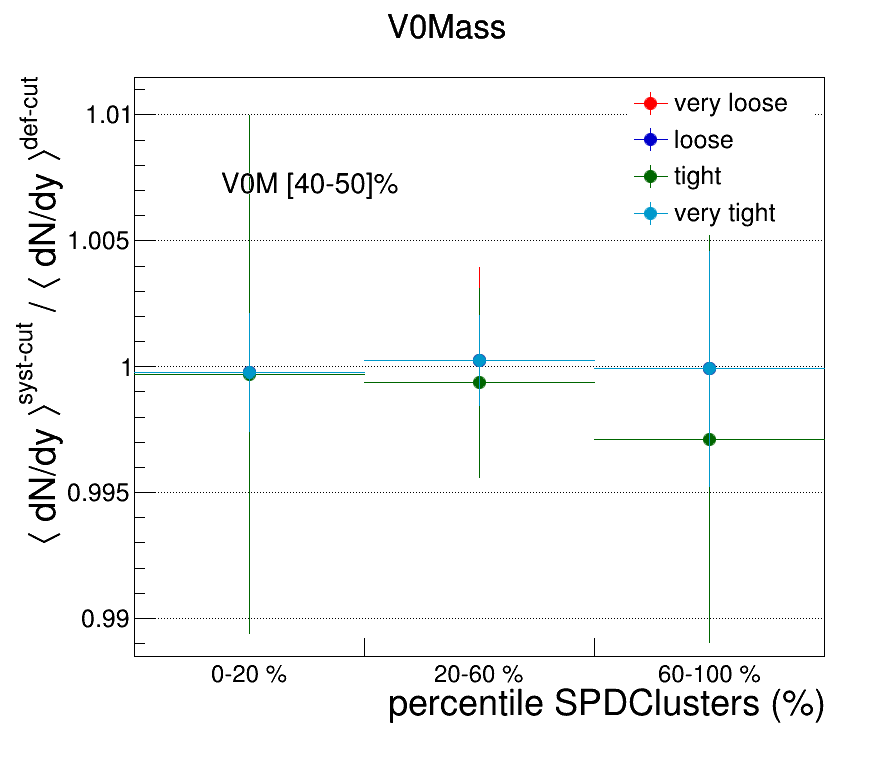 V0Mass
⟨ dN/dy ⟩^syst-cut / ⟨ dN/dy ⟩^def-cut
very loose
loose
tight
very tight
V0M [40-50]%
1.01
1.005
1
0.995
0.99
0-20 % 20-60 % 60-100 %
percentile SPDClusters (%)